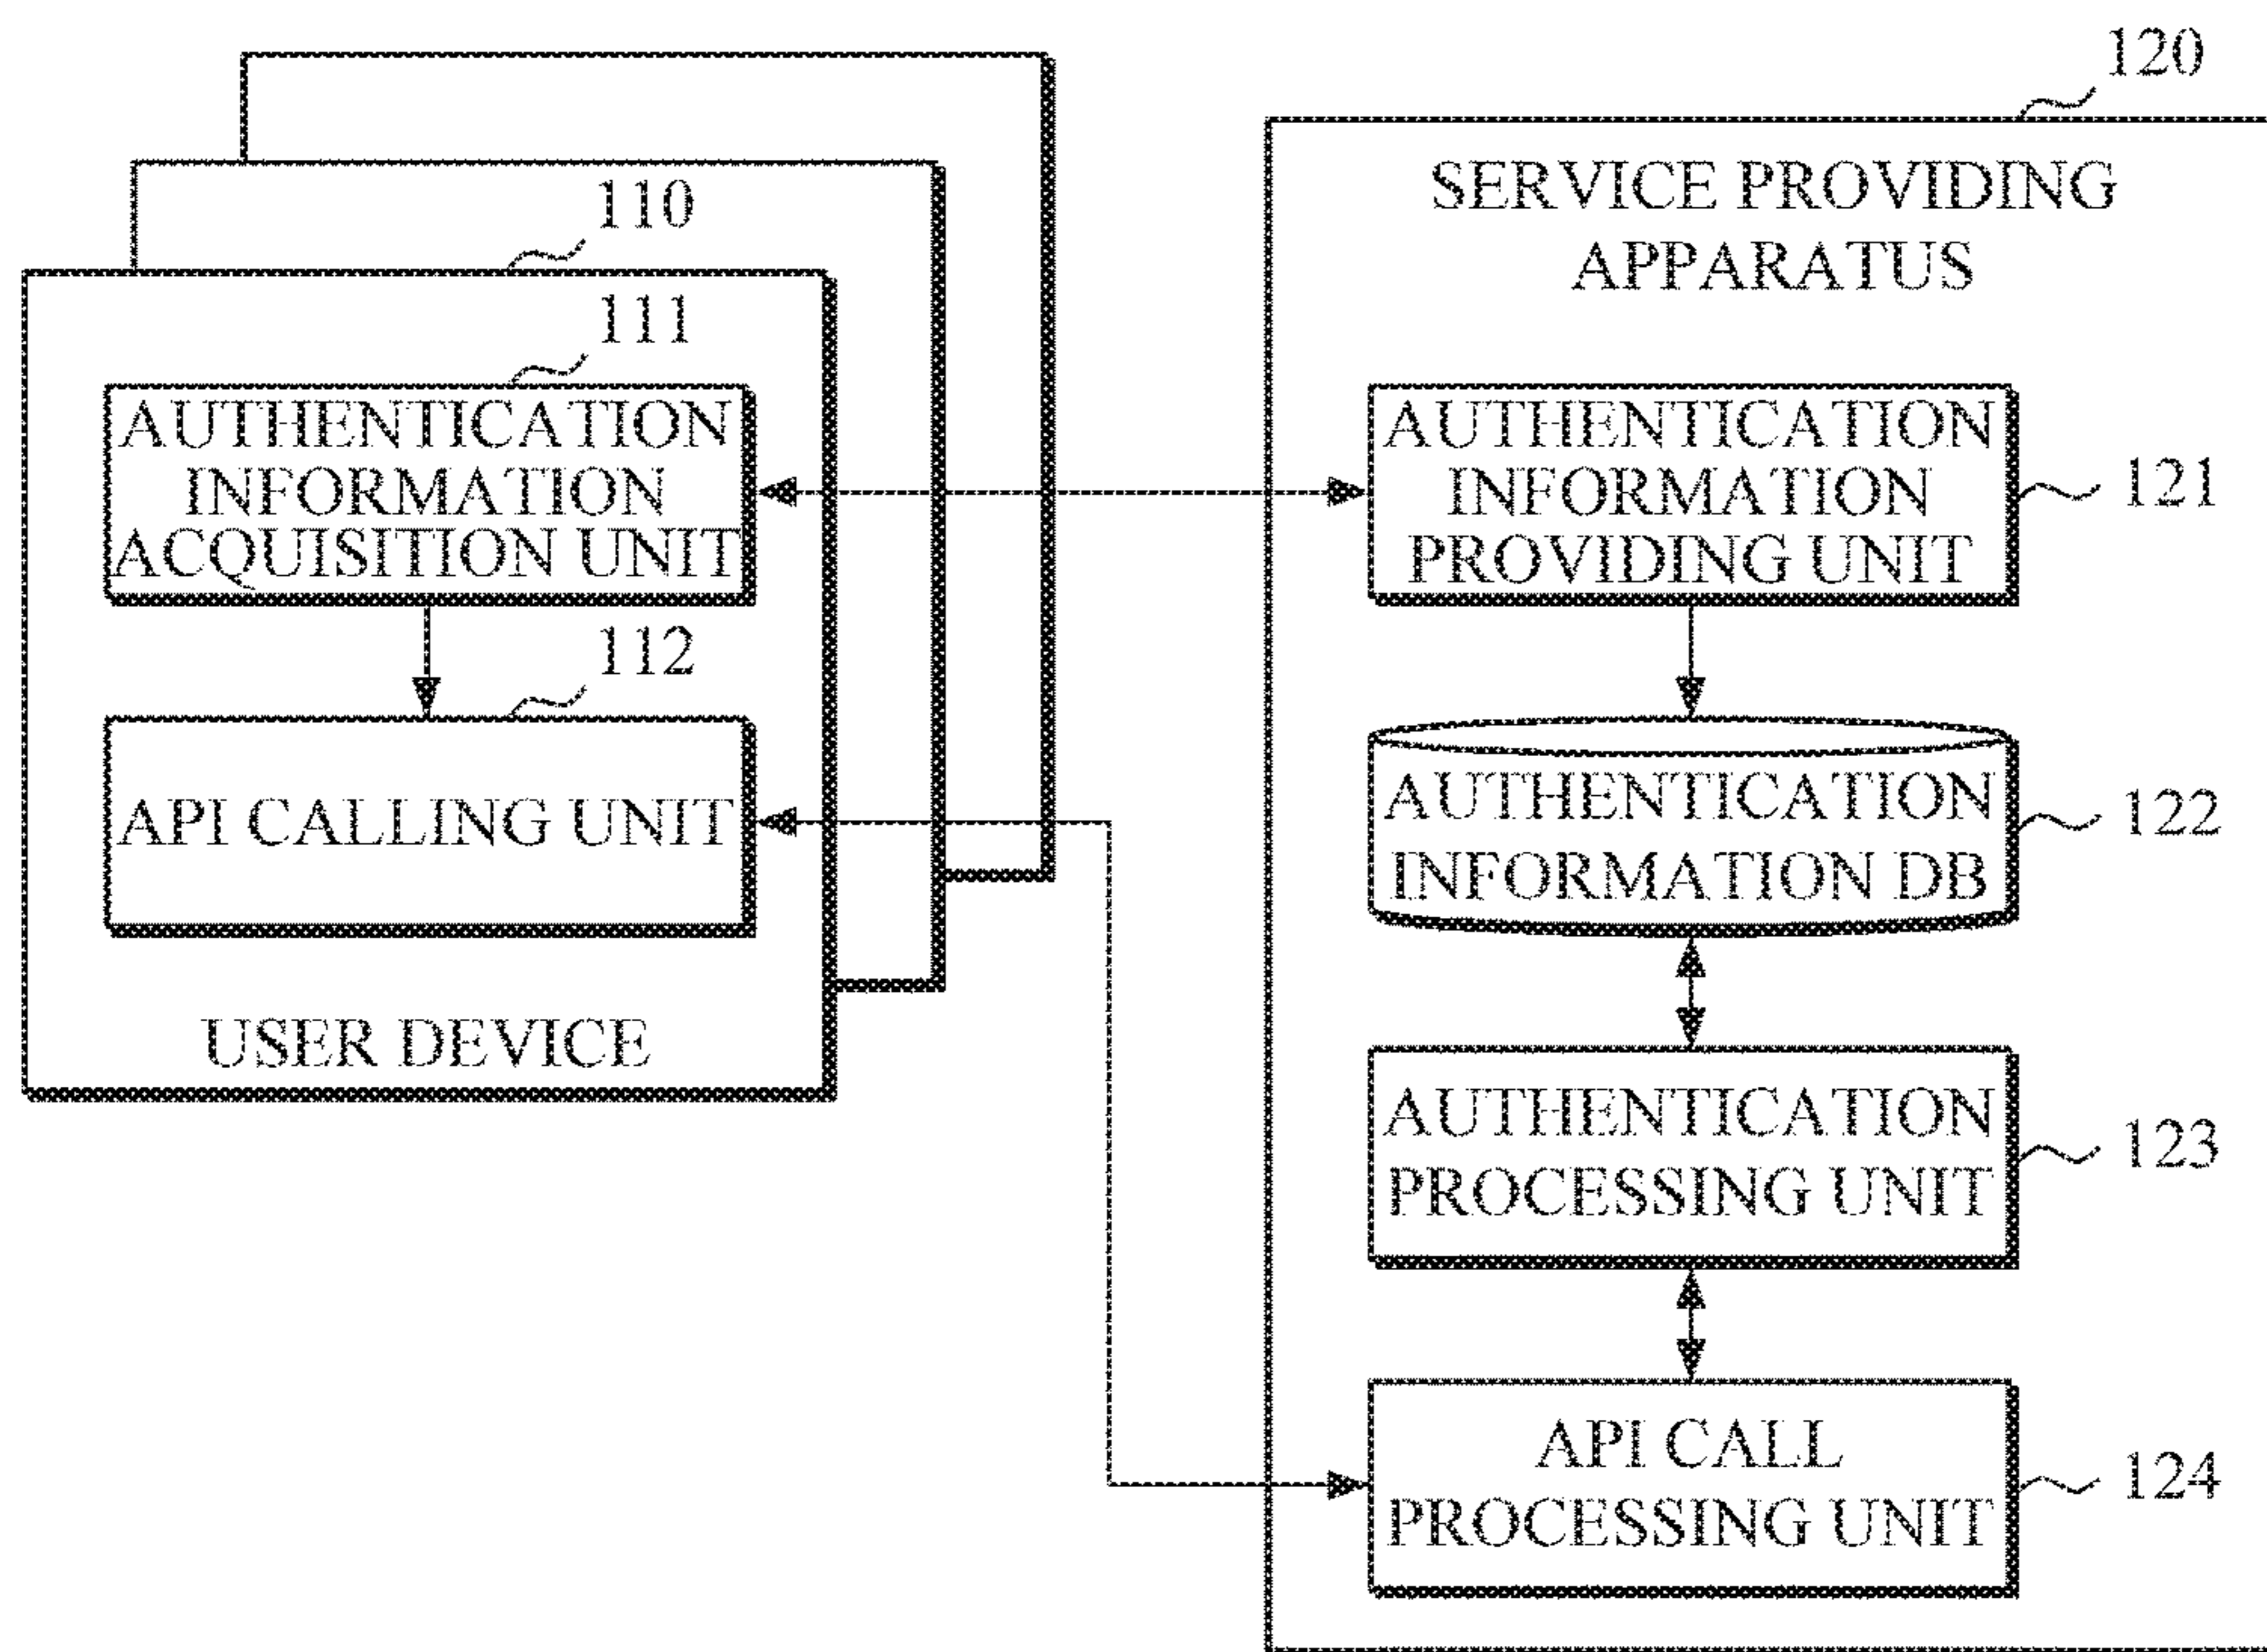 110
111
AUTHENTICATION
INFORMATION
ACQUISITION UNIT
112
API CALLING UNIT
USER DEVICE
120
SERVICE PROVIDING
APPARATUS
AUTHENTICATION
INFORMATION
PROVIDING UNIT
121
AUTHENTICATION
INFORMATION DB
122
AUTHENTICATION
PROCESSING UNIT
123
API CALL
PROCESSING UNIT
124